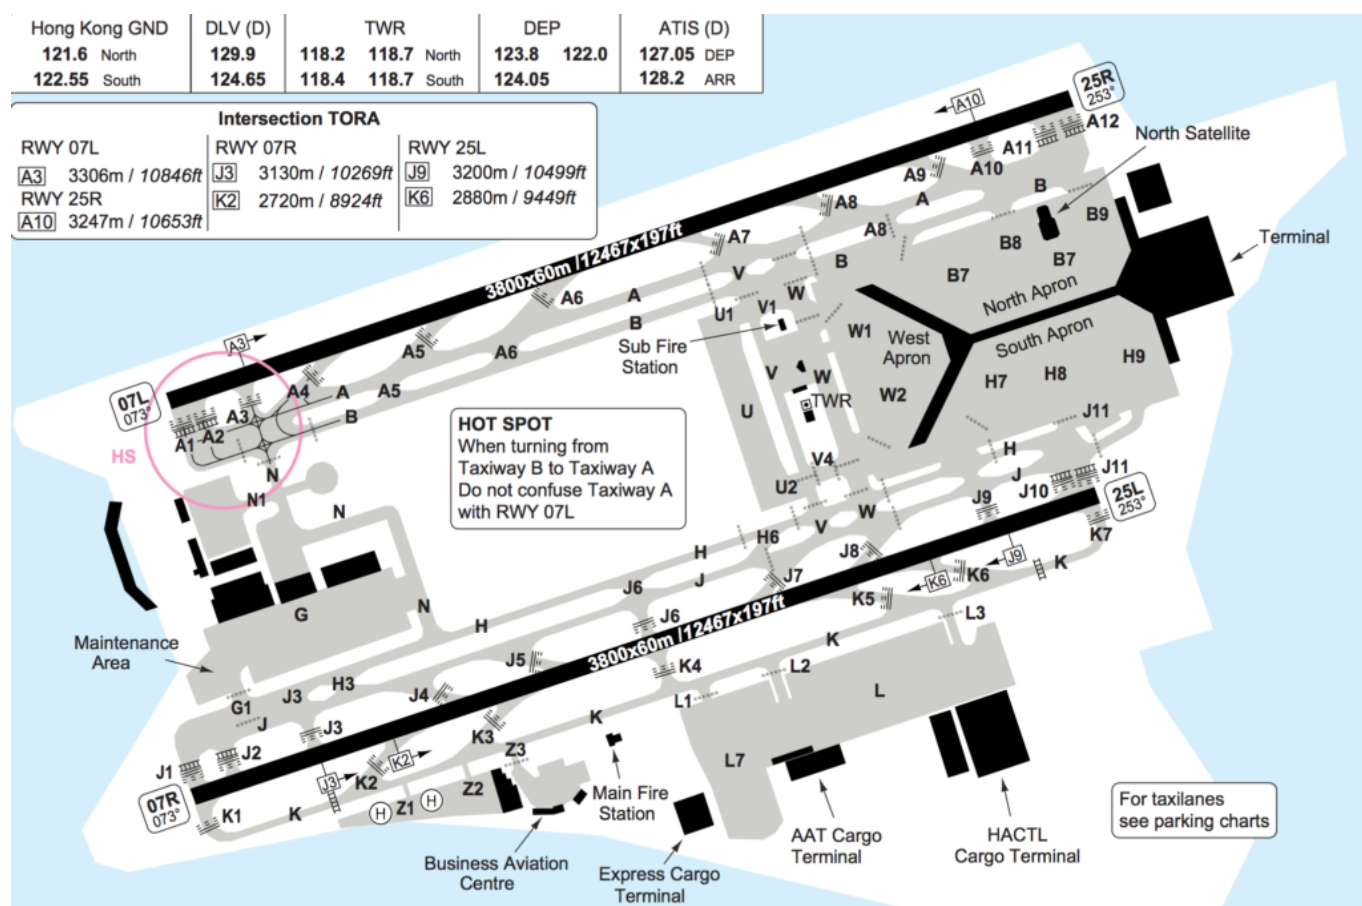 Hong Kong GND
121.6 North
122.55 South
DLV (D)
129.9
124.65
TWR
118.2 118.7 North
118.4 118.7 South
DEP
123.8 122.0
124.05
ATIS (D)
127.05 DEP
128.2 ARR
Intersection TORA
RWY 07L
A3 3306m / 10846ft
RWY 25R
A10 3247m / 10653ft
RWY 07R
J3 3130m / 10269ft
K2 2720m / 8924ft
RWY 25L
J9 3200m / 10499ft
K6 2880m / 9449ft
25R
253°
A10
A12
A11
A10
North Satellite
A9
B
A
A8
A8
B9
B8
B7
B7
Terminal
A7
3800x60m /12467x197ft
V
B
W
North Apron
A6
A
B
U1
V1
Sub Fire
Station
W1
West
Apron
South Apron
A3
A5
A6
H9
H8
H7
V
W
W2
TWR
07L
073°
A4
A
A5
A3
B
A1
A2
HS
N
N1
N
HOT SPOT
When turning from
Taxiway B to Taxiway A
Do not confuse Taxiway A
with RWY 07L
U
J11
H
V4
J
U2
J10
J11
25L
253°
J9
W
V
K7
H6
H
J8
J9
K
K6
K6
J7
J
J6
K5
L3
J6
N
G
H
3800x60m /12467x197ft
K
Maintenance
Area
J5
K4
L2
H3
J3
J4
L1
L
G1
J
J3
K3
K
J2
J1
K2
Z3
K2
J3
Z2
L7
07R
073°
K1
K
H
Z1
H
Main Fire
Station
Business Aviation
Centre
Express Cargo
Terminal
AAT Cargo
Terminal
HACTL
Cargo Terminal
For taxilanes
see parking charts